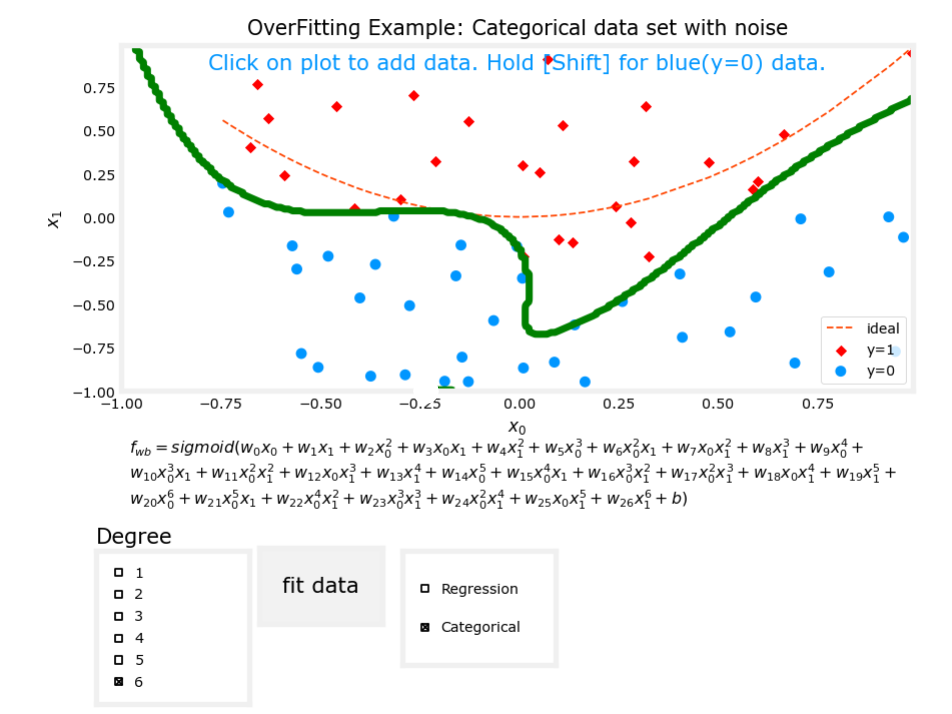 OverFitting Example: Categorical data set with noise
Click on plot to add data. Hold [Shift] for blue(y=0) data.
0.75
0.50
0.25
0.00
−0.25
−0.50
−0.75
−1.00
x₁
ideal
y=1
y=0
−1.00 −0.75 −0.50 −0.25 0.00 0.25 0.50 0.75
x₀
f_{wb} = sigmoid(w₀x₀ + w₁x₁ + w₂x₀² + w₃x₀x₁ + w₄x₁² + w₅x₀³ + w₆x₀²x₁ + w₇x₀x₁² + w₈x₁³ + w₉x₀⁴ +
w₁₀x₀³x₁ + w₁₁x₀²x₁² + w₁₂x₀x₁³ + w₁₃x₁⁴ + w₁₄x₀⁵ + w₁₅x₀⁴x₁ + w₁₆x₀³x₁² + w₁₇x₀²x₁³ + w₁₈x₀x₁⁴ + w₁₉x₁⁵ +
w₂₀x₀⁶ + w₂₁x₀⁵x₁ + w₂₂x₀⁴x₁² + w₂₃x₀³x₁³ + w₂₄x₀²x₁⁴ + w₂₅x₀x₁⁵ + w₂₆x₁⁶ + b)
Degree
1
2
3
4
5
6
fit data
Regression
Categorical